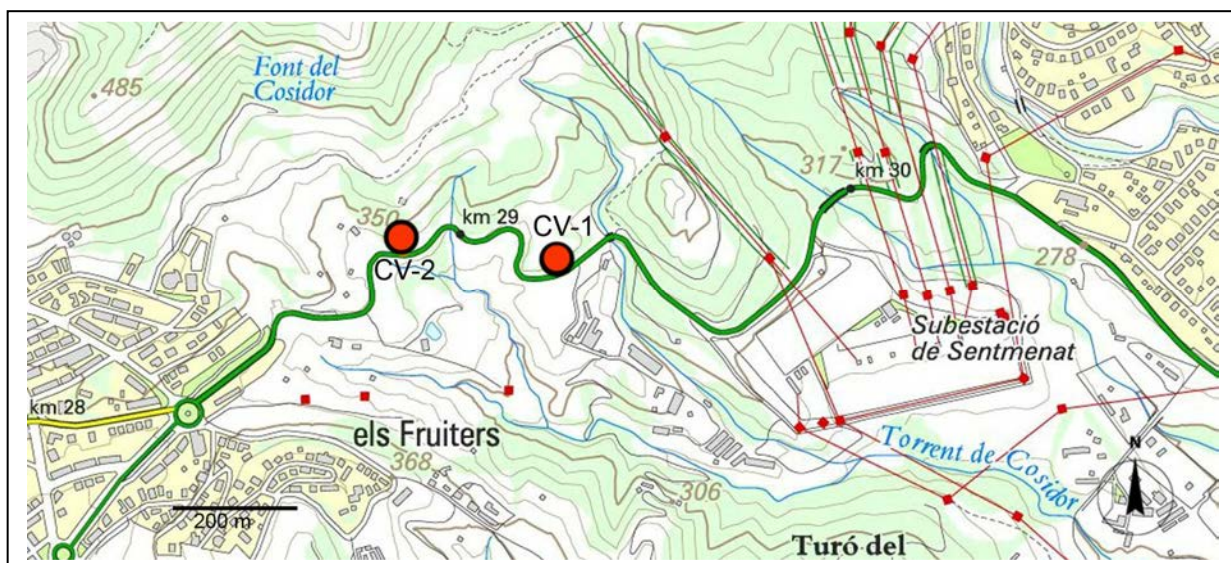 Font del
Cosidor
485
317
km 30
350
km 29
CV-1
CV-2
278
Subestació
de Sentmenat
km 28
els Fruiters
368
306
Torrent de Cosidor
N
200 m
Turó del